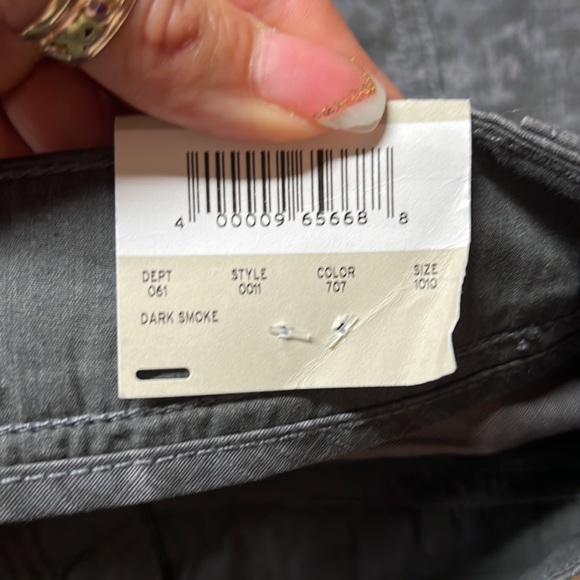 4 00009 65668 8
DEPT STYLE COLOR SIZE
061 0011 707 1010
DARK SMOKE